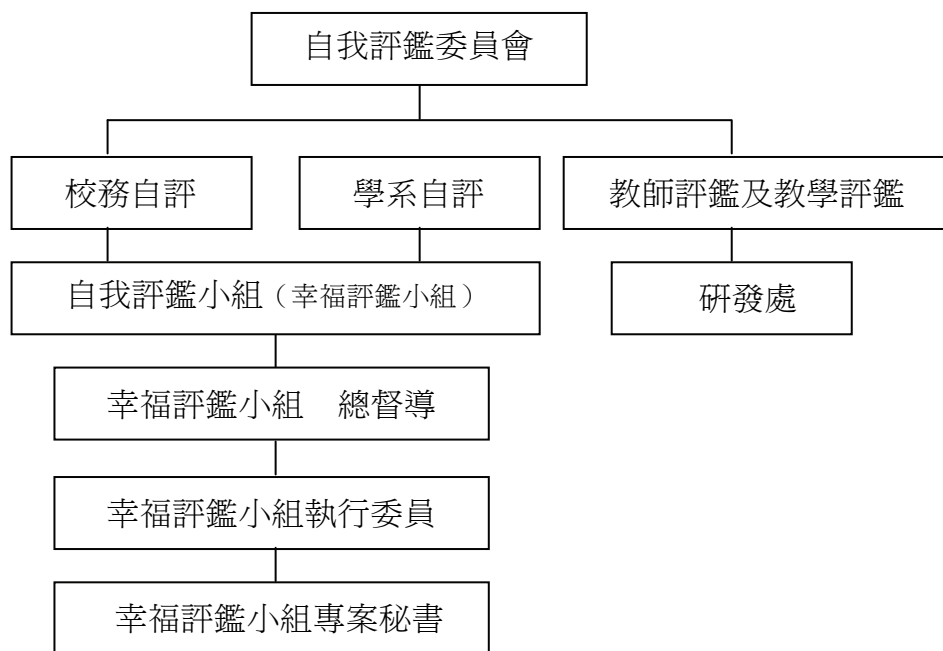 自我評鑑委員會
校務自評
學系自評
教師評鑑及教學評鑑
自我評鑑小組（幸福評鑑小組）
研發處
幸福評鑑小組　總督導
幸福評鑑小組執行委員
幸福評鑑小組專案秘書